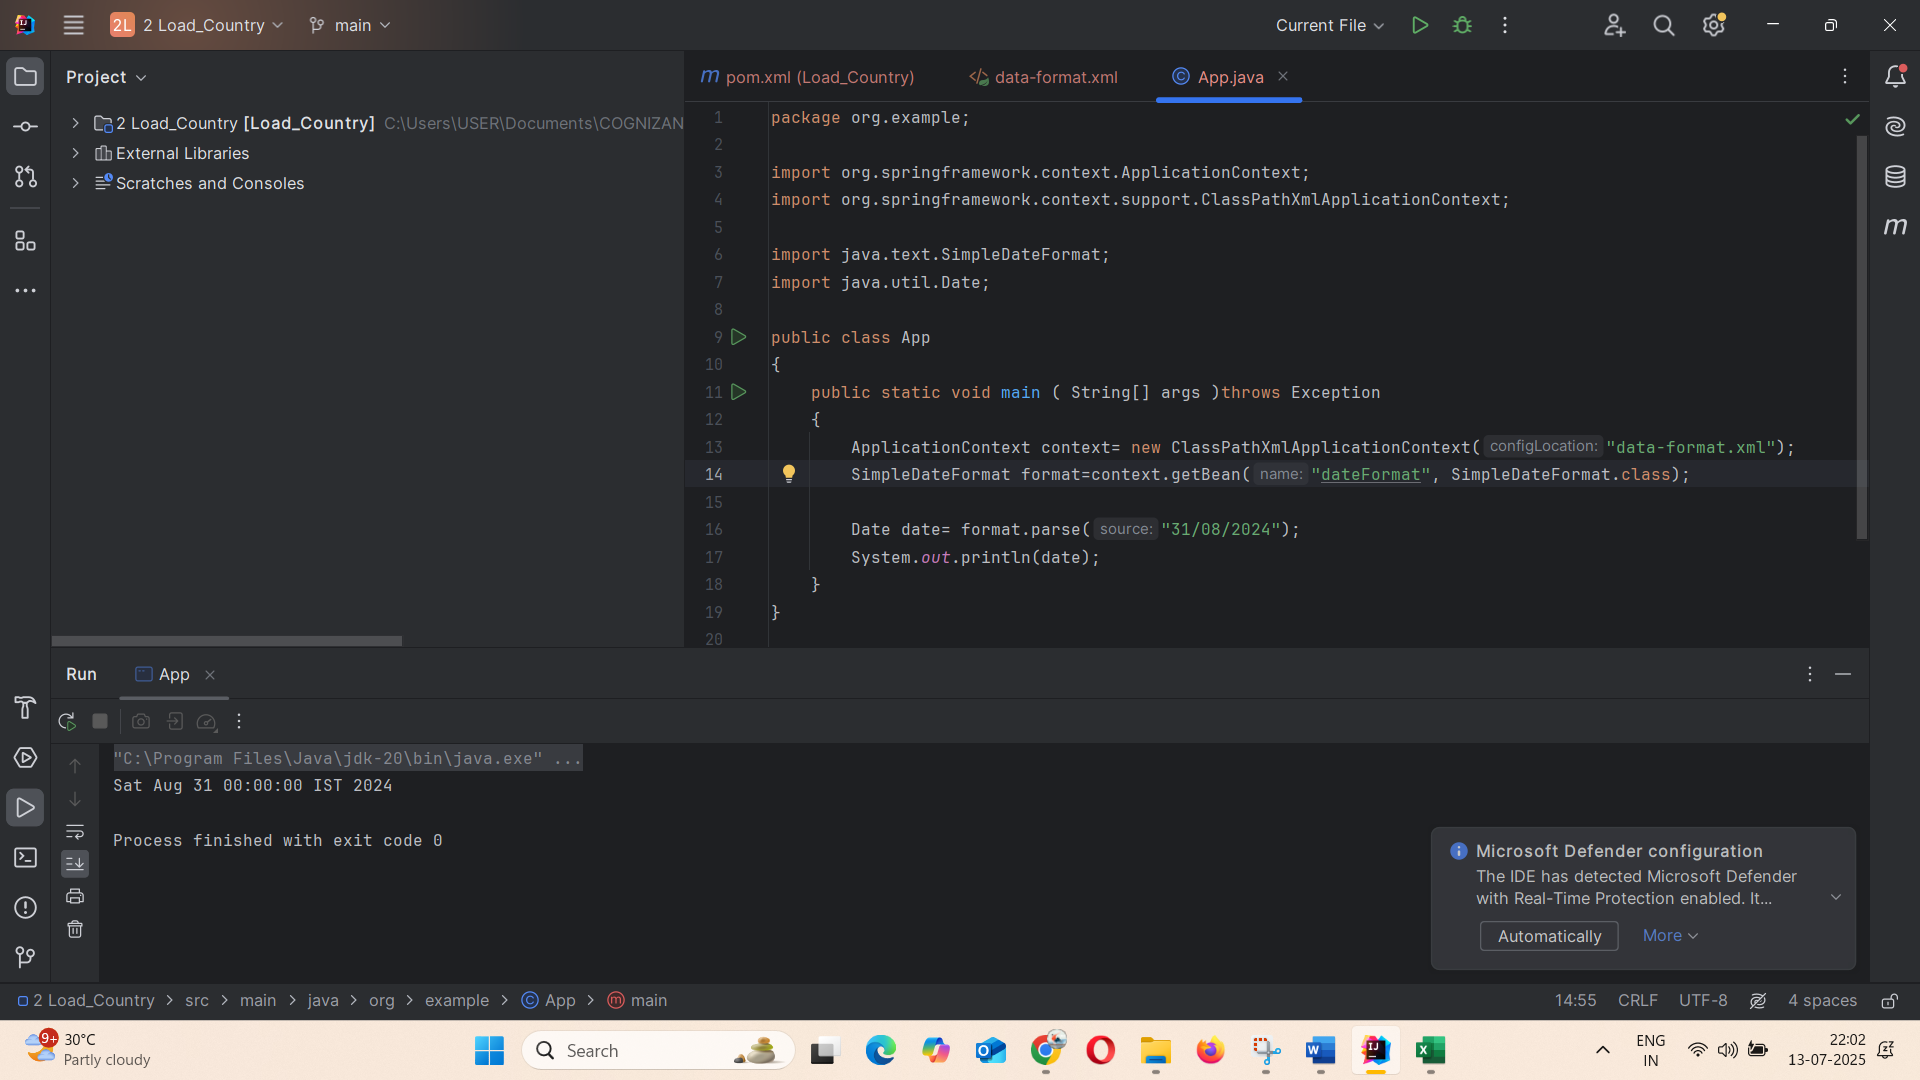 2L 2 Load_Country main Current File
Project
2 Load_Country [Load_Country] C:\Users\USER\Documents\COGNIZAN
External Libraries
Scratches and Consoles
m pom.xml (Load_Country) data-format.xml App.java
1 package org.example;
2
3 import org.springframework.context.ApplicationContext;
4 import org.springframework.context.support.ClassPathXmlApplicationContext;
5
6 import java.text.SimpleDateFormat;
7 import java.util.Date;
8
9 public class App
10 {
11 public static void main ( String[] args )throws Exception
12 {
13 ApplicationContext context= new ClassPathXmlApplicationContext( configLocation: "data-format.xml");
14 SimpleDateFormat format=context.getBean( name: "dateFormat", SimpleDateFormat.class);
15
16 Date date= format.parse( source: "31/08/2024");
17 System.out.println(date);
18 }
19 }
20
Run App
"C:\Program Files\Java\jdk-20\bin\java.exe" ...
Sat Aug 31 00:00:00 IST 2024
Process finished with exit code 0
Microsoft Defender configuration
The IDE has detected Microsoft Defender
with Real-Time Protection enabled. It...
Automatically More
2 Load_Country > src > main > java > org > example > App > main
14:55 CRLF UTF-8 4 spaces
9+ 30°C
Partly cloudy
Search
ENG
IN
22:02
13-07-2025